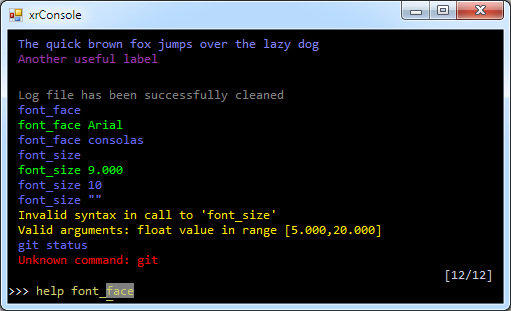 xrConsole
The quick brown fox jumps over the lazy dog
Another useful label
Log file has been successfully cleaned
font_face
font_face Arial
font_face consolas
font_size
font_size 9.000
font_size 10
font_size ""
Invalid syntax in call to 'font_size'
Valid arguments: float value in range [5.000,20.000]
git status
Unknown command: git
[12/12]
>>> help font_face